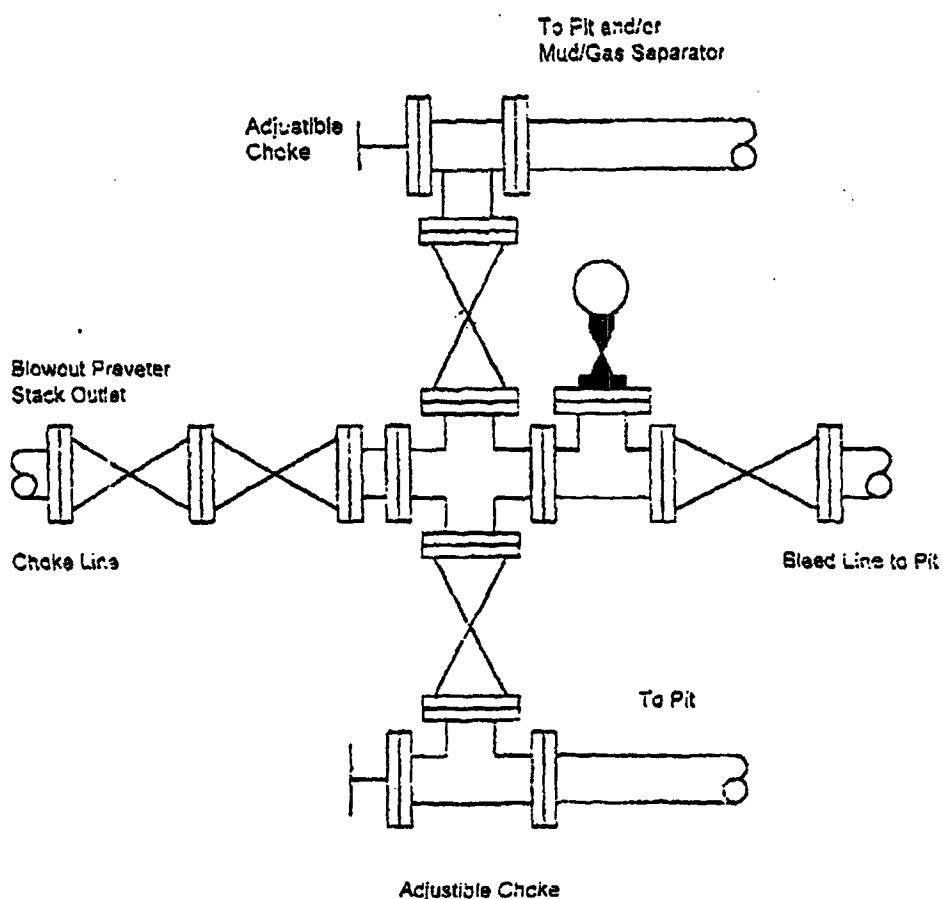 To Pit and/or
Mud/Gas Separator
Adjustible
Choke
Blowout Preveter
Stack Outlet
Choke Line
Bleed Line to Pit
To Pit
Adjustible Choke